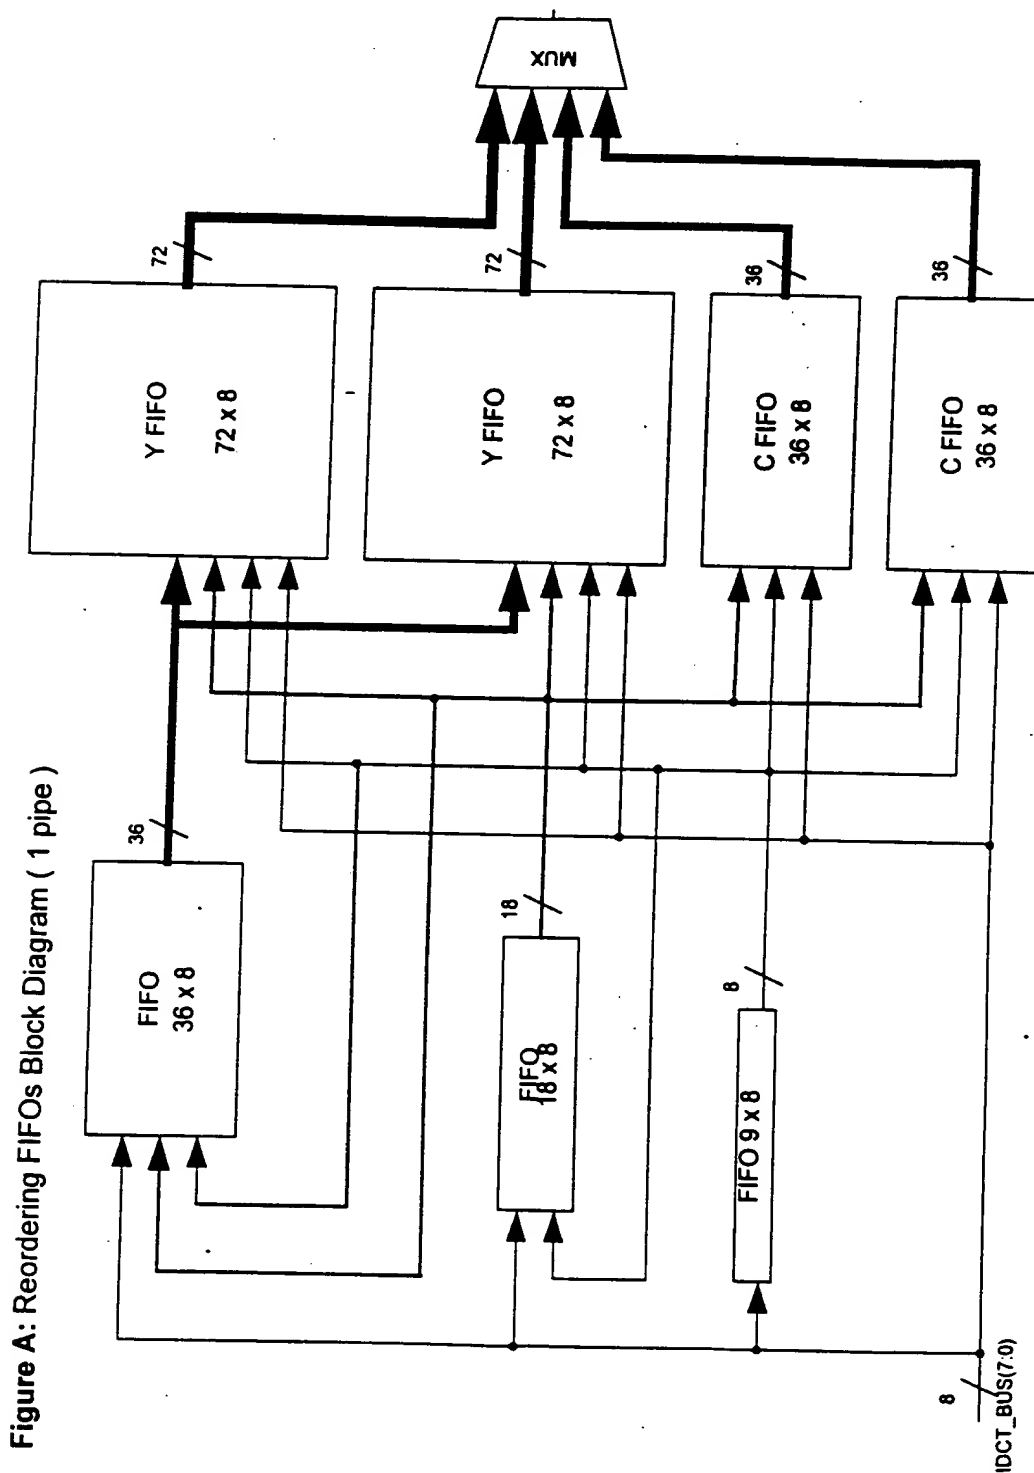 Figure A: Reordering FIFOs Block Diagram ( 1 pipe )
FIFO
36 x 8
36
Y FIFO
72 x 8
72
FIFO
18 x 8
18
Y FIFO
72 x 8
72
MUX
FIFO 9 x 8
8
C FIFO
36 x 8
36
C FIFO
36 x 8
36
8
IDCT_BUS(7:0)